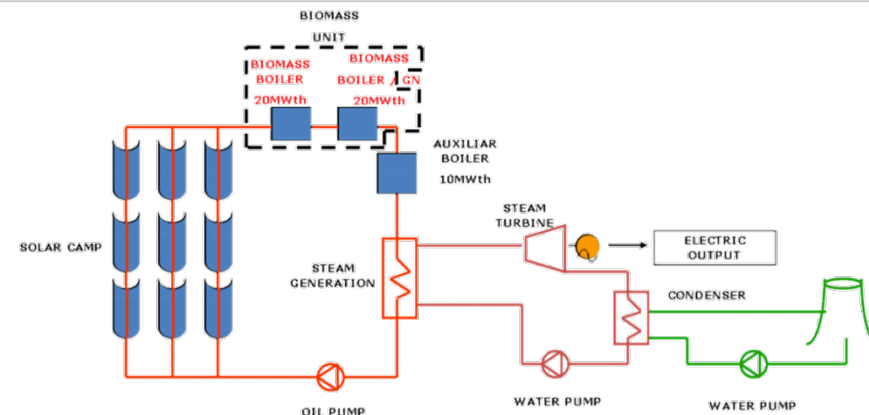 BIOMASS
UNIT
BIOMASS
BOILER
20MWth
BIOMASS
BOILER / GN
20MWth
AUXILIAR
BOILER
10MWth
SOLAR CAMP
STEAM
GENERATION
STEAM
TURBINE
ELECTRIC
OUTPUT
CONDENSER
OIL PUMP
WATER PUMP
WATER PUMP